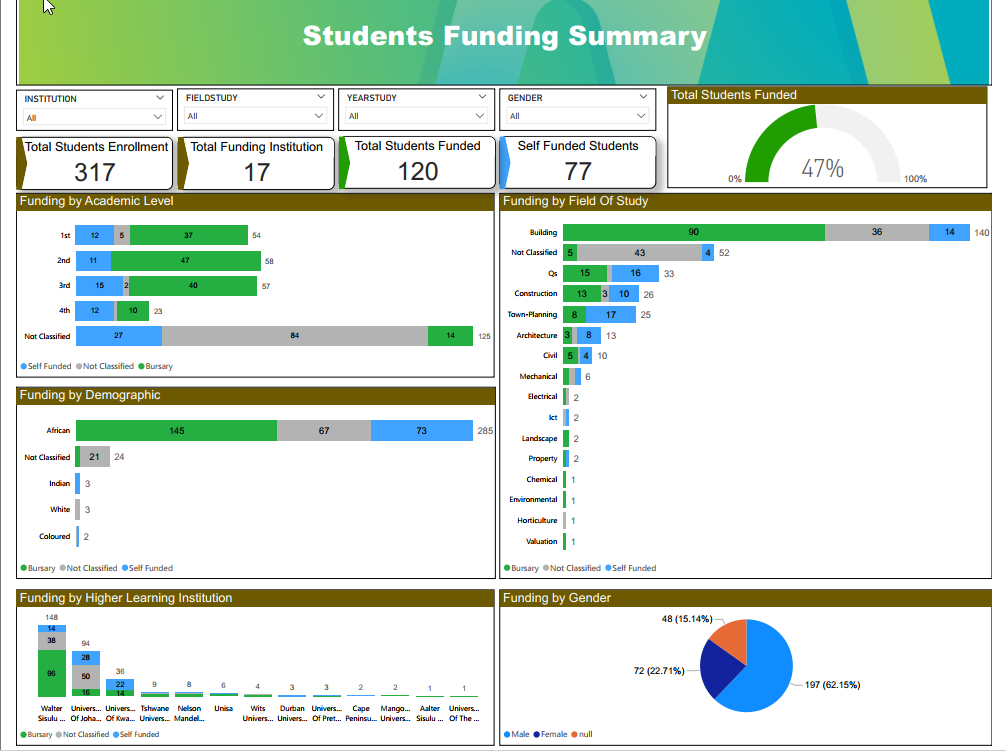 Students Funding Summary
INSTITUTION
All
FIELDSTUDY
All
YEARSTUDY
All
GENDER
All
Total Students Funded
0%
47%
100%
Total Students Enrollment
317
Total Funding Institution
17
Total Students Funded
120
Self Funded Students
77
Funding by Academic Level
1st 12 5 37 54
2nd 11 47 58
3rd 15 2 40 57
4th 12 10 23
Not Classified 27 84 14 125
Self Funded Not Classified Bursary
Funding by Field Of Study
Building 90 36 14 140
Not Classified 5 43 4 52
Qs 15 16 33
Construction 13 3 10 26
Town-Planning 8 17 25
Architecture 3 8 13
Civil 5 4 10
Mechanical 6
Electrical 2
Ict 2
Landscape 2
Property 2
Chemical 1
Environmental 1
Horticulture 1
Valuation 1
Bursary Not Classified Self Funded
Funding by Demographic
African 145 67 73 285
Not Classified 21 24
Indian 3
White 3
Coloured 2
Bursary Not Classified Self Funded
Funding by Higher Learning Institution
148 94 36 9 8 6 4 3 3 2 2 1 1
14 28 22
38 50 14
96 16
Walter Univers... Univers... Tshwane Nelson Unisa Wits Durban Univers... Cape Mango... Aalter Univers...
Sisulu ... Of Joha... Of Kwa... Univers... Mandel... Univers... Univers... Of Pret... Peninsu... Univers... Sisulu ... Of The ...
Bursary Not Classified Self Funded
Funding by Gender
48 (15.14%)
72 (22.71%)
197 (62.15%)
Male Female null